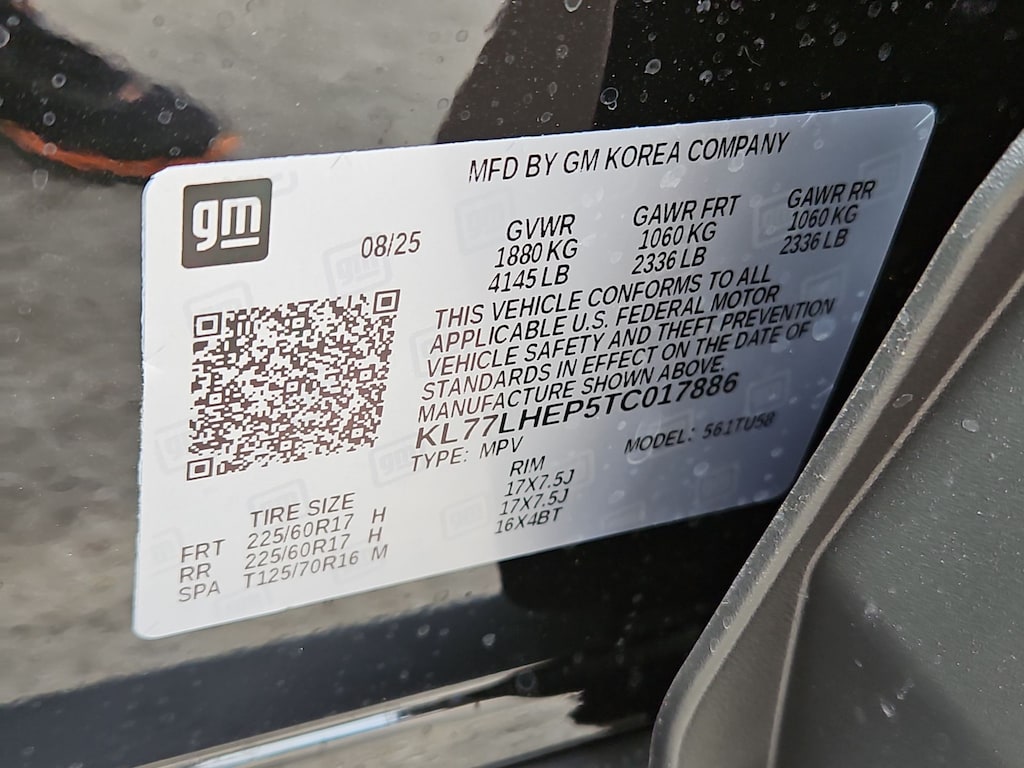 MFD BY GM KOREA COMPANY
gm
08/25
GVWR GAWR FRT GAWR RR
1880 KG 1060 KG 1060 KG
4145 LB 2336 LB 2336 LB
THIS VEHICLE CONFORMS TO ALL
APPLICABLE U.S. FEDERAL MOTOR
VEHICLE SAFETY AND THEFT PREVENTION
STANDARDS IN EFFECT ON THE DATE OF
MANUFACTURE SHOWN ABOVE.
KL77LHEP5TC017886
TYPE: MPV MODEL: 561TU58
TIRE SIZE RIM
FRT 225/60R17 H 17X7.5J
RR 225/60R17 H 17X7.5J
SPA T125/70R16 M 16X4BT